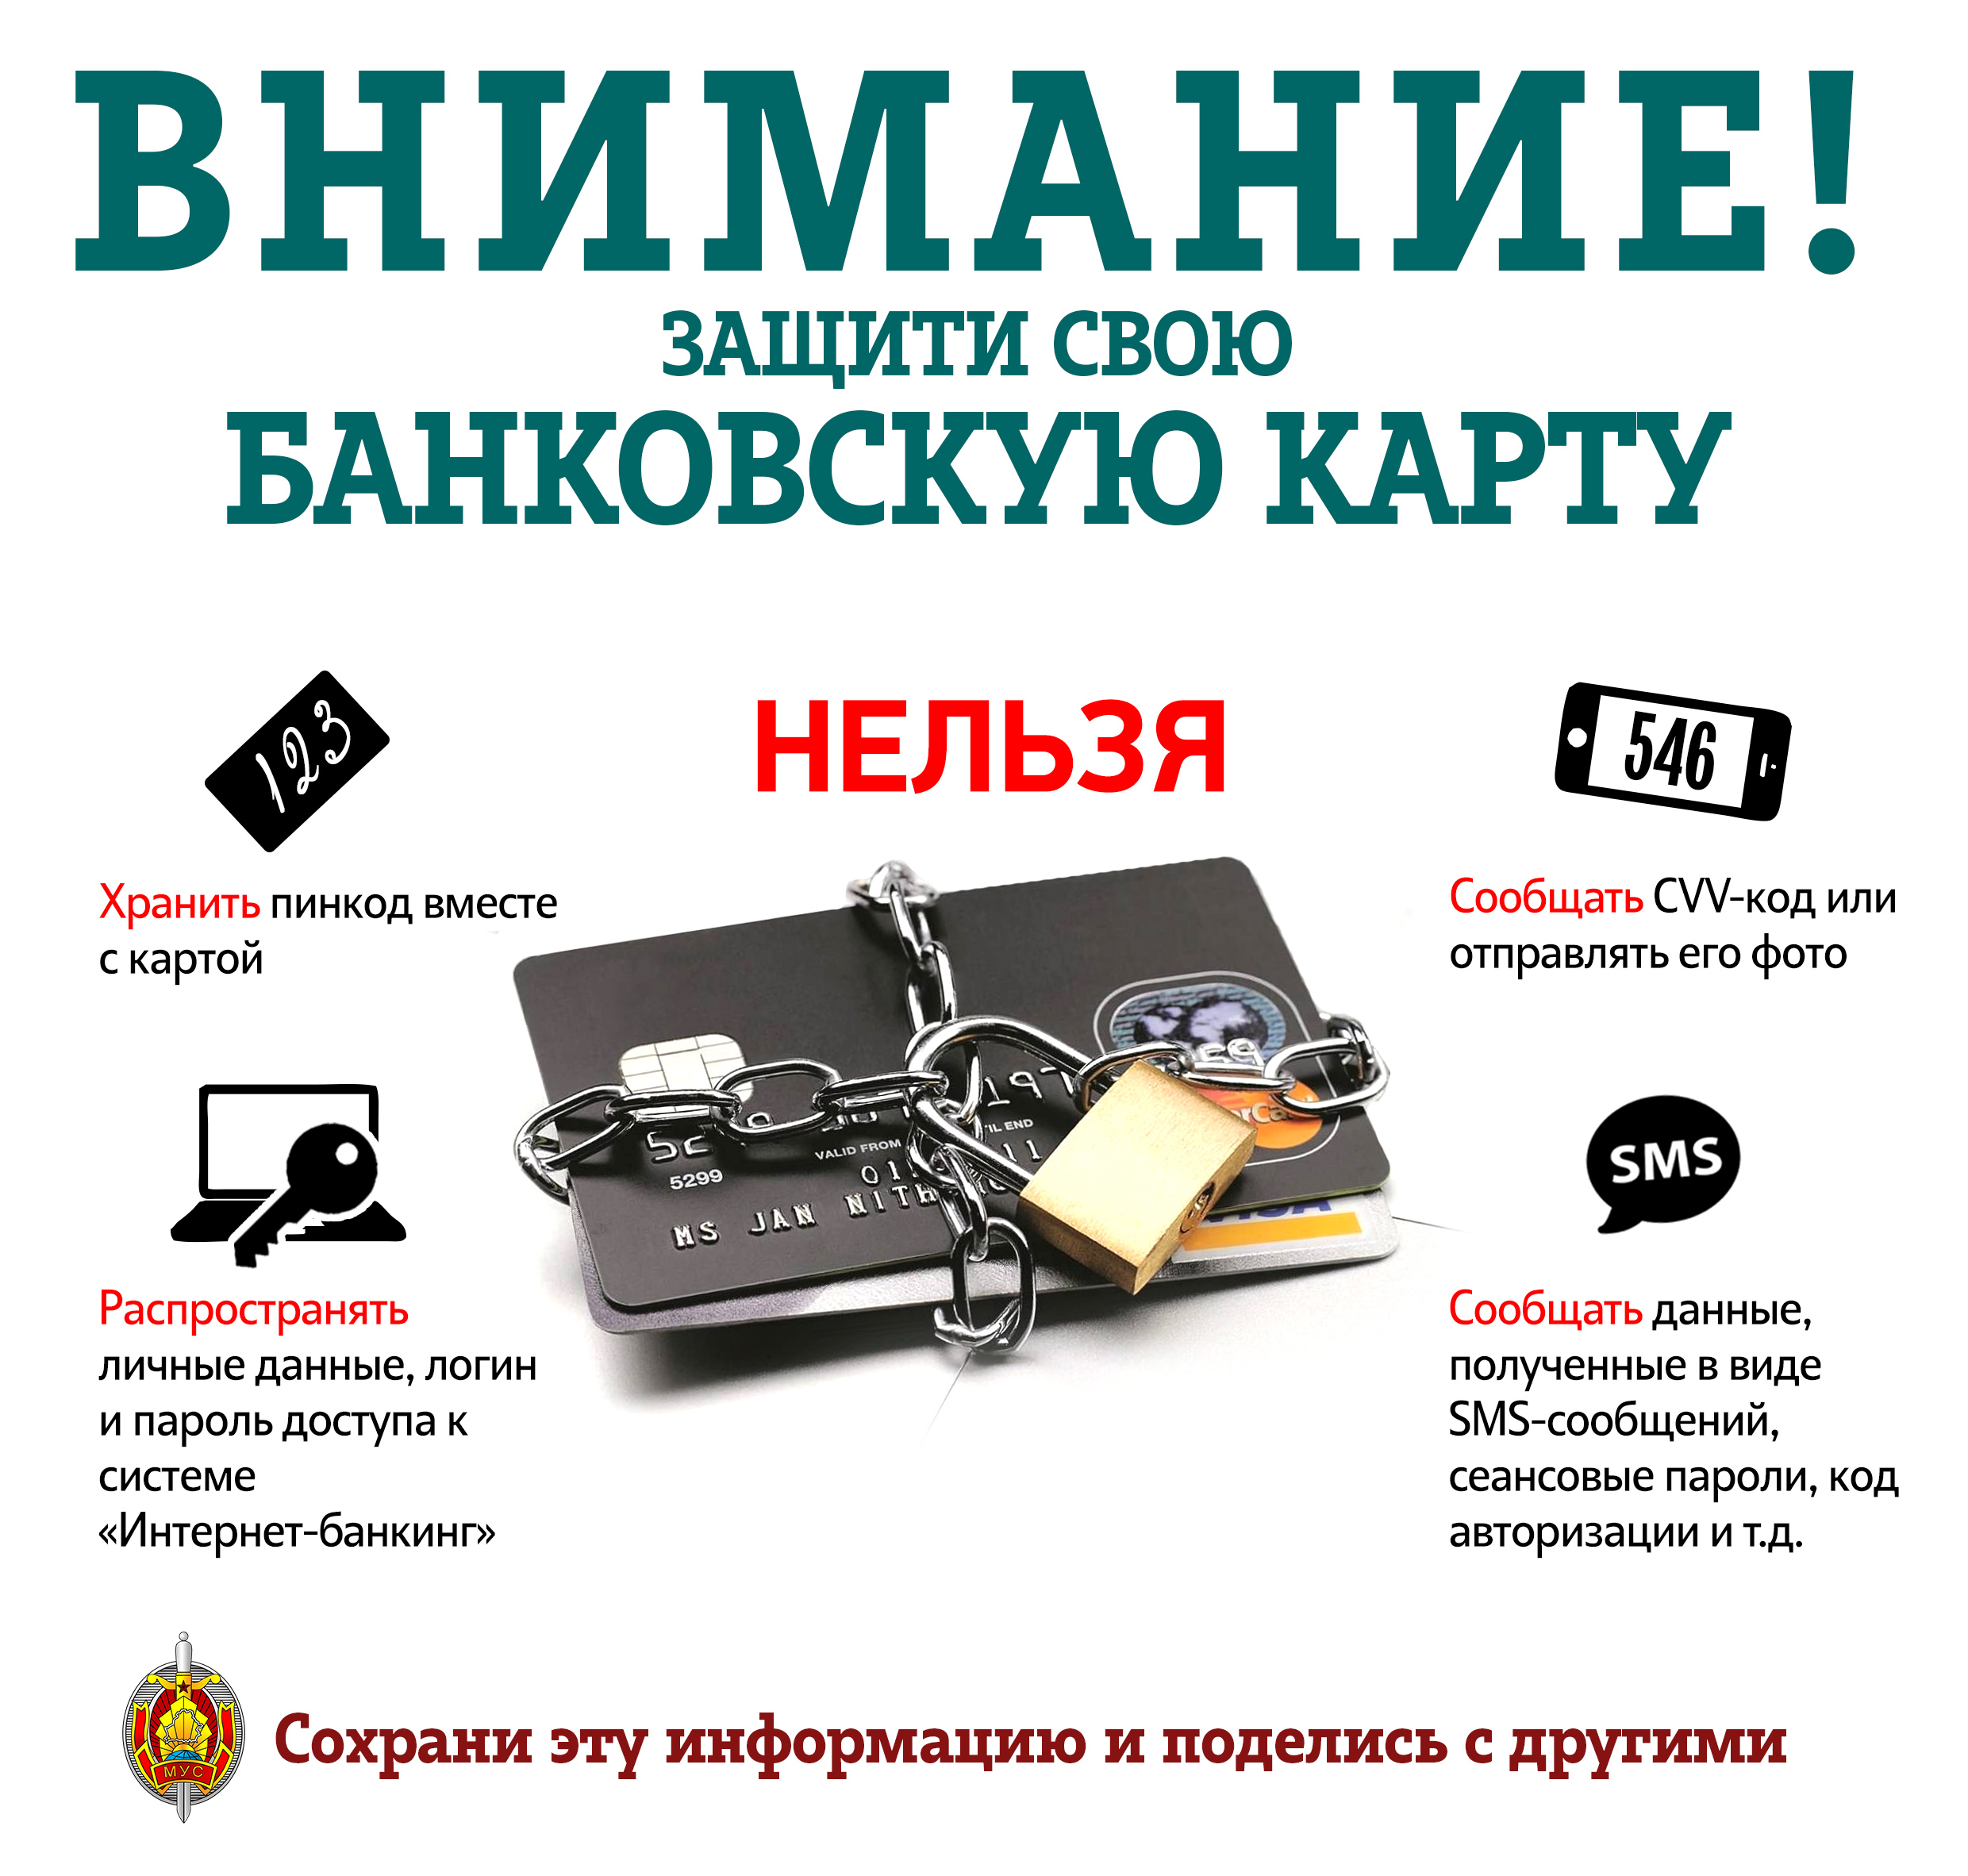 ВНИМАНИЕ!
ЗАЩИТИ СВОЮ
БАНКОВСКУЮ КАРТУ
123
НЕЛЬЗЯ
546
Хранить пинкод вместе
с картой
Сообщать CVV-код или
отправлять его фото
5299
VALID FROM
END
MS JAN
VISA
SMS
Распространять
личные данные, логин
и пароль доступа к
системе
«Интернет-банкинг»
Сообщать данные,
полученные в виде
SMS-сообщений,
сеансовые пароли, код
авторизации и т.д.
МУС
Сохрани эту информацию и поделись с другими